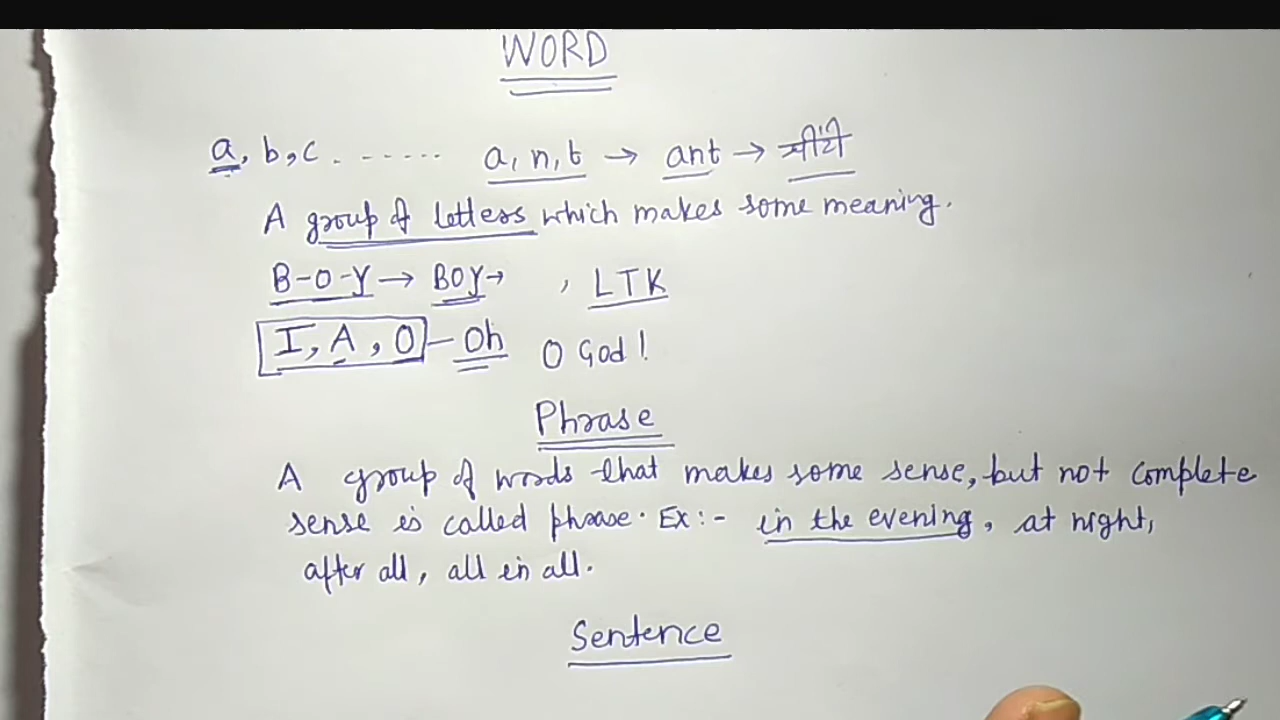 WORD
a, b, c ....... a, n, t → ant → चींटी
A group of letters which makes some meaning.
B-O-Y → BOY → , LTK
I, A, O - Oh O God!
Phrase
A group of words that makes some sense, but not complete
sense is called phrase. Ex:- in the evening, at night,
after all, all in all.
Sentence